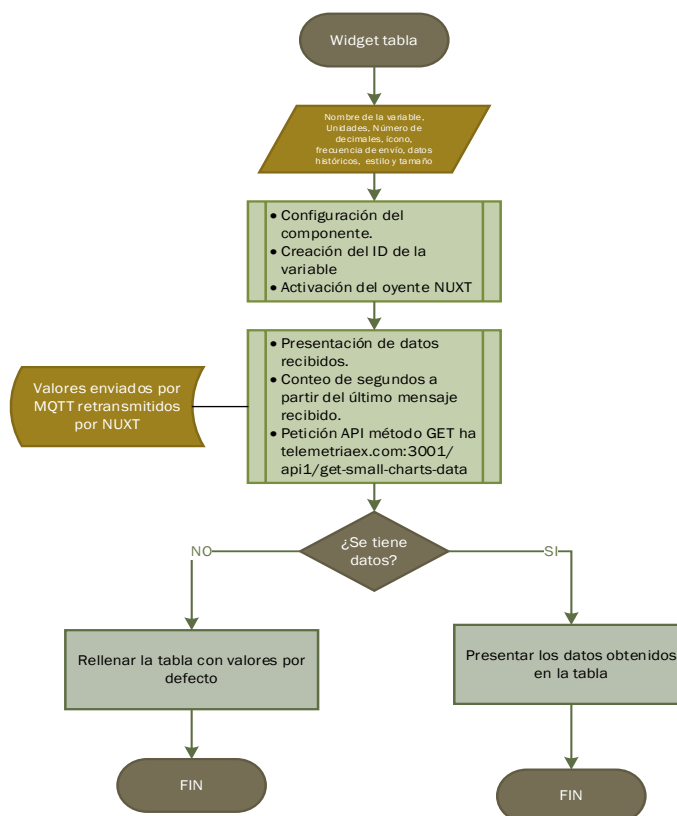 Widget tabla
Nombre de la variable,
Unidades, Número de
decimales, ícono,
frecuencia de envío, datos
históricos, estilo y tamaño
• Configuración del
componente.
• Creación del ID de la
variable
• Activación del oyente NUXT
• Presentación de datos
recibidos.
• Conteo de segundos a
partir del último mensaje
recibido.
• Petición API método GET ha
telemetriaex.com:3001/
api1/get-small-charts-data
Valores enviados por
MQTT retransmitidos
por NUXT
¿Se tiene
datos?
NO
SI
Rellenar la tabla con valores por
defecto
Presentar los datos obtenidos
en la tabla
FIN
FIN